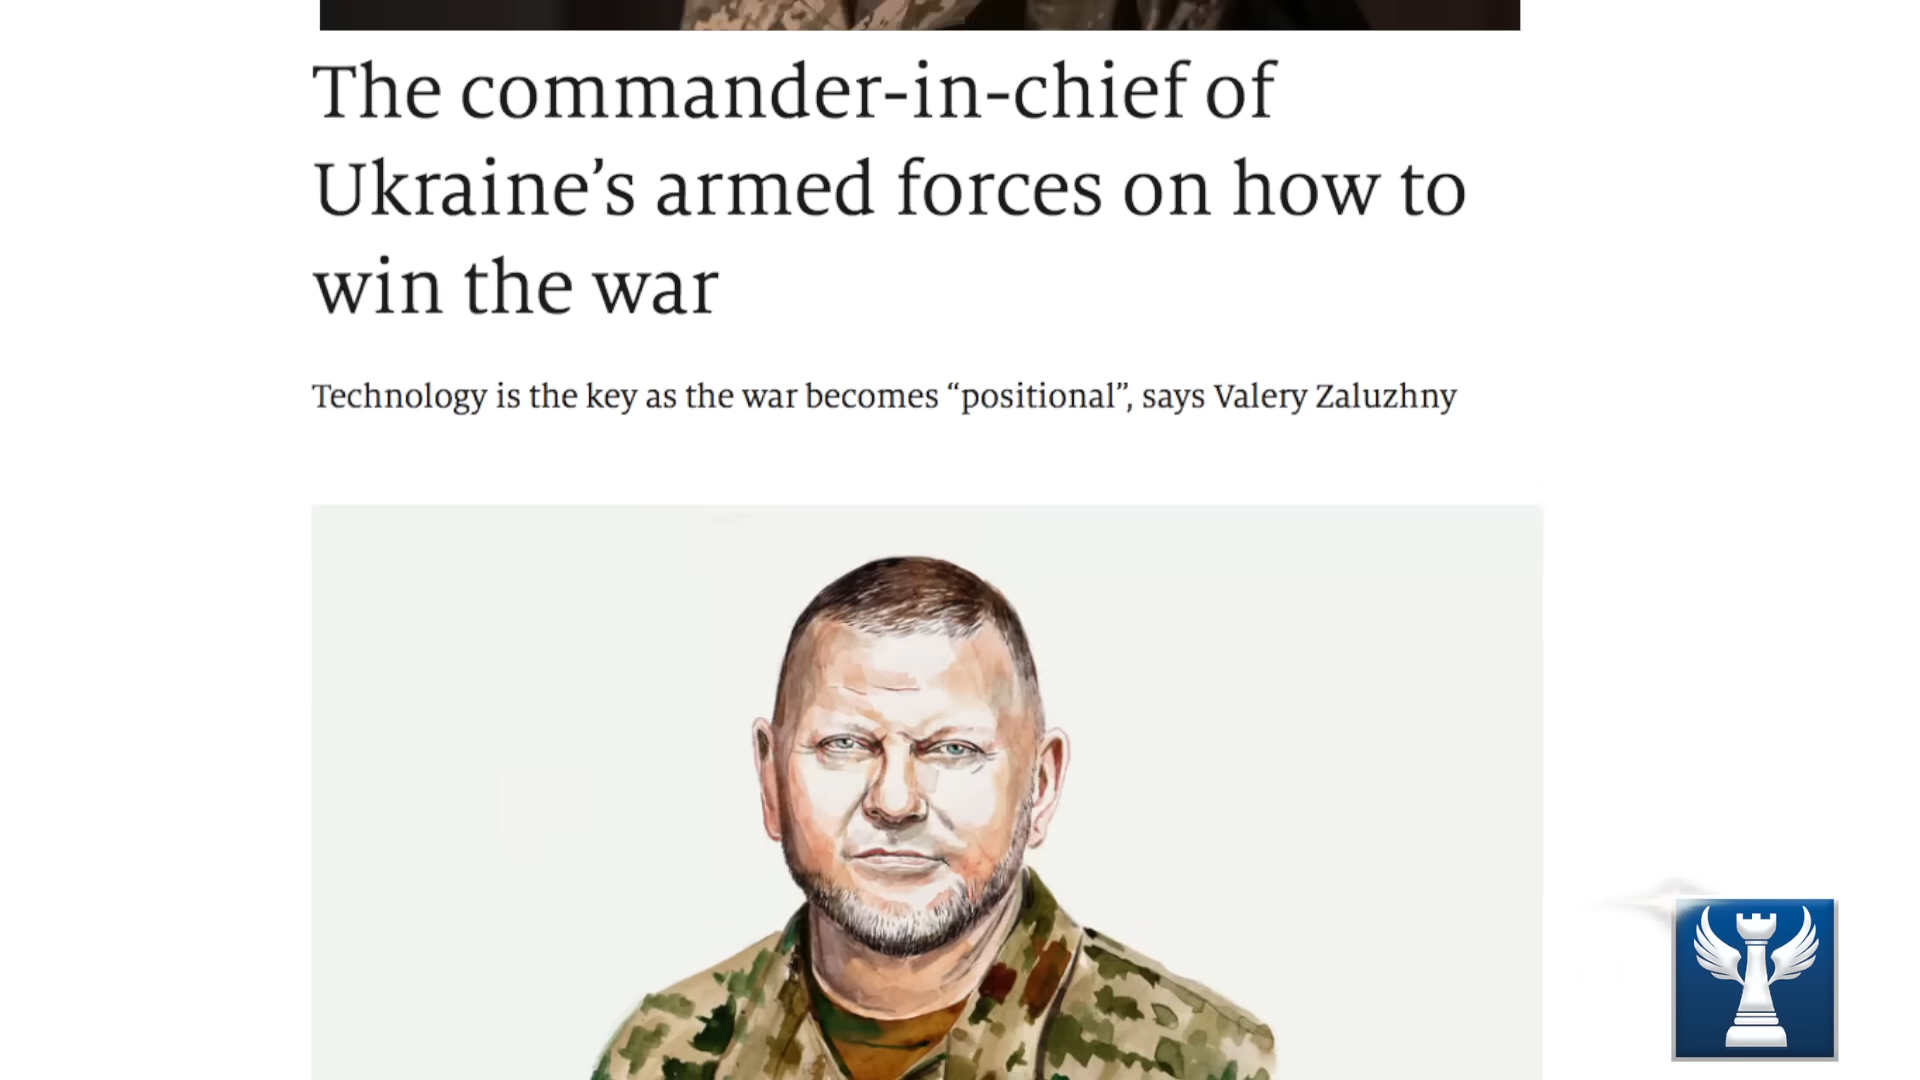 The commander-in-chief of
Ukraine’s armed forces on how to
win the war
Technology is the key as the war becomes “positional”, says Valery Zaluzhny